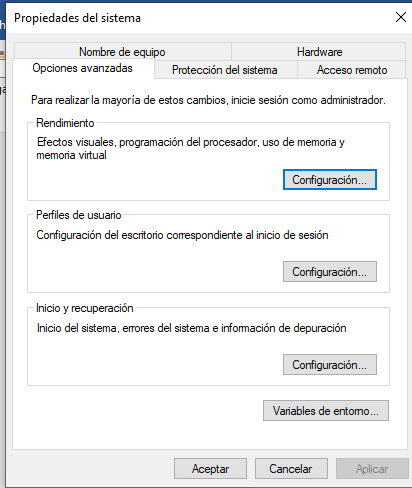 Propiedades del sistema
Nombre de equipo
Hardware
Opciones avanzadas
Protección del sistema
Acceso remoto
Para realizar la mayoría de estos cambios, inicie sesión como administrador.
Rendimiento
Efectos visuales, programación del procesador, uso de memoria y
memoria virtual
Configuración...
Perfiles de usuario
Configuración del escritorio correspondiente al inicio de sesión
Configuración...
Inicio y recuperación
Inicio del sistema, errores del sistema e información de depuración
Configuración...
Variables de entorno...
Aceptar
Cancelar
Aplicar